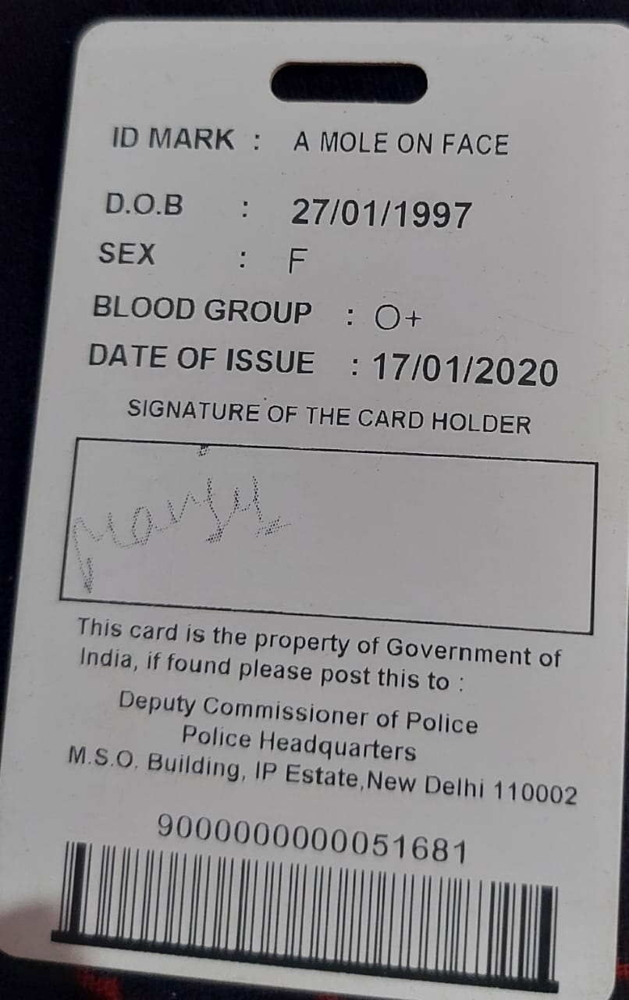 ID MARK : A MOLE ON FACE
D.O.B : 27/01/1997
SEX : F
BLOOD GROUP : O+
DATE OF ISSUE : 17/01/2020
SIGNATURE OF THE CARD HOLDER
This card is the property of Government of
India, if found please post this to :
Deputy Commissioner of Police
Police Headquarters
M.S.O. Building, IP Estate,New Delhi 110002
9000000000051681